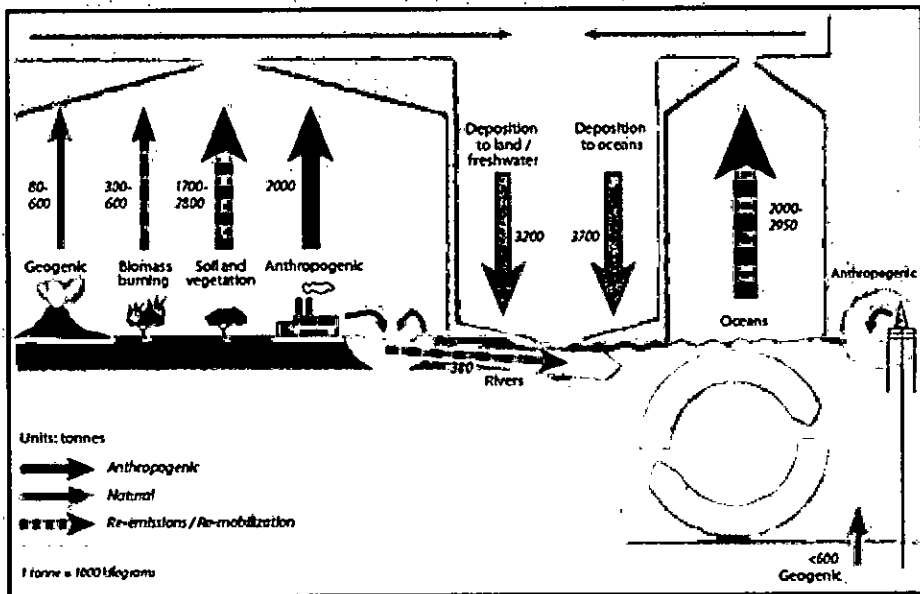 Deposition
to land /
freshwater
Deposition
to oceans
80-
600
300-
600
1700-
2800
2000
3200
3700
2000-
2950
Geogenic
Biomass
burning
Soil and
vegetation
Anthropogenic
Anthropogenic
Oceans
380
Rivers
Units: tonnes
Anthropogenic
Natural
Re-emissions / Re-mobilization
1 tonne = 1000 kilograms
<600
Geogenic